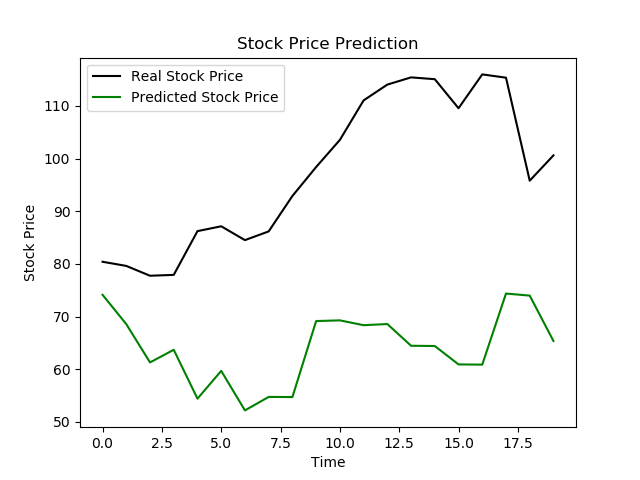 Stock Price Prediction
Real Stock Price
Predicted Stock Price
110
100
90
80
70
60
50
Stock Price
0.0 2.5 5.0 7.5 10.0 12.5 15.0 17.5
Time